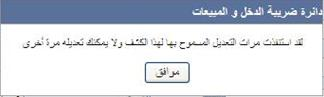 دائرة ضريبة الدخل و المبيعات
لقد استنفذت مرات التعديل المسموح بها لهذا الكشف ولا يمكنك تعديله مرة أخرى
موافق